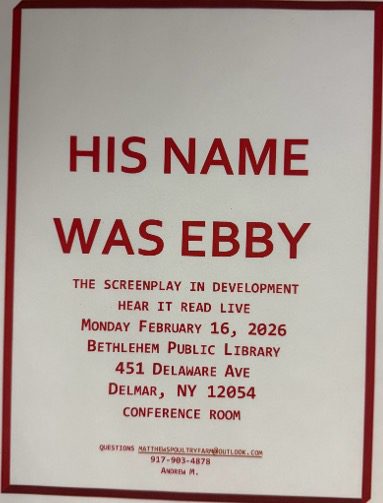 HIS NAME
WAS EBBY
THE SCREENPLAY IN DEVELOPMENT
HEAR IT READ LIVE
MONDAY FEBRUARY 16, 2026
BETHLEHEM PUBLIC LIBRARY
451 DELAWARE AVE
DELMAR, NY 12054
CONFERENCE ROOM
QUESTIONS MATTHEWSPOULTRYFARM@OUTLOOK.COM
917-903-4878
ANDREW M.